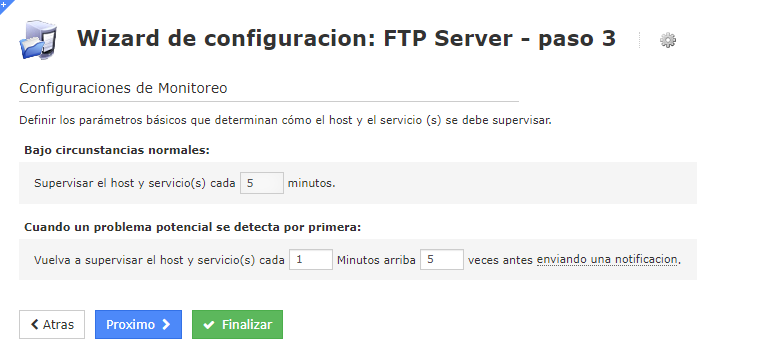 Wizard de configuracion: FTP Server - paso 3
Configuraciones de Monitoreo
Definir los parámetros básicos que determinan cómo el host y el servicio (s) se debe supervisar.
Bajo circunstancias normales:
Supervisar el host y servicio(s) cada 5 minutos.
Cuando un problema potencial se detecta por primera:
Vuelva a supervisar el host y servicio(s) cada 1 Minutos arriba 5 veces antes enviando una notificacion.
Atras Proximo Finalizar